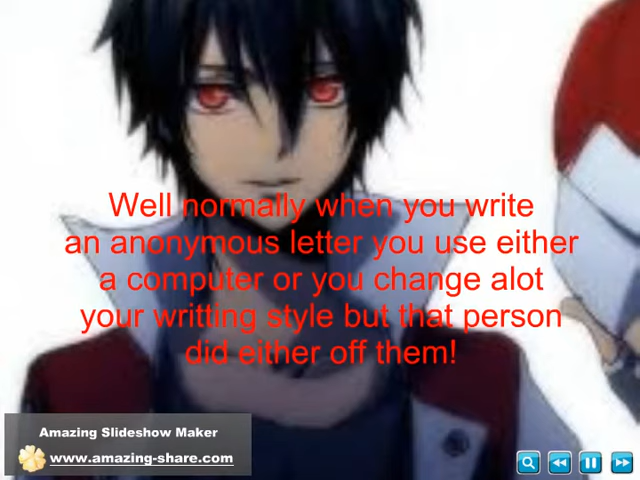 Well normally when you write
an anonymous letter you use either
a computer or you change alot
your writting style but that person
did either off them!
Amazing Slideshow Maker
www.amazing-share.com